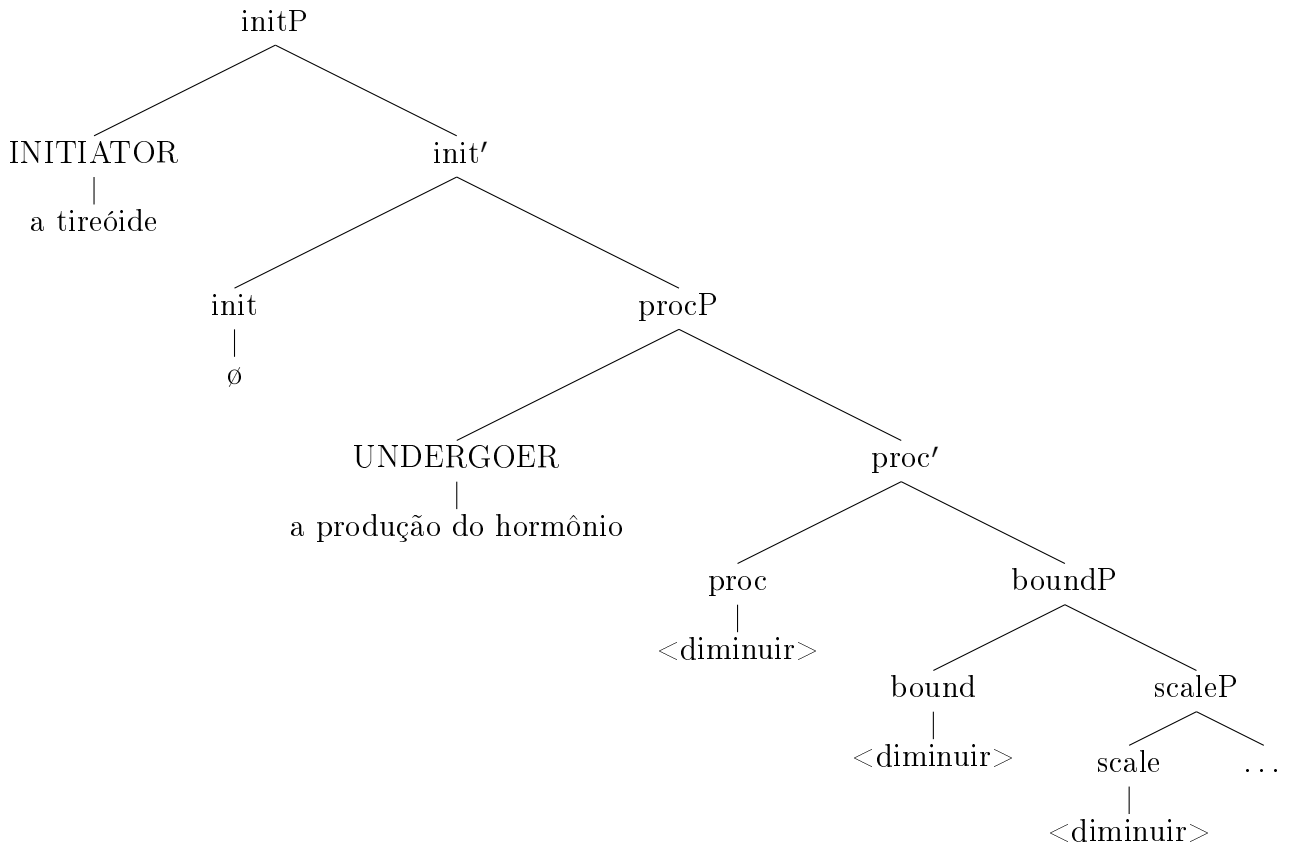 initP
INITIATOR init′
a tireóide
init procP
ø
UNDERGOER proc′
a produção do hormônio
proc boundP
<diminuir>
bound scaleP
<diminuir>
scale ...
<diminuir>